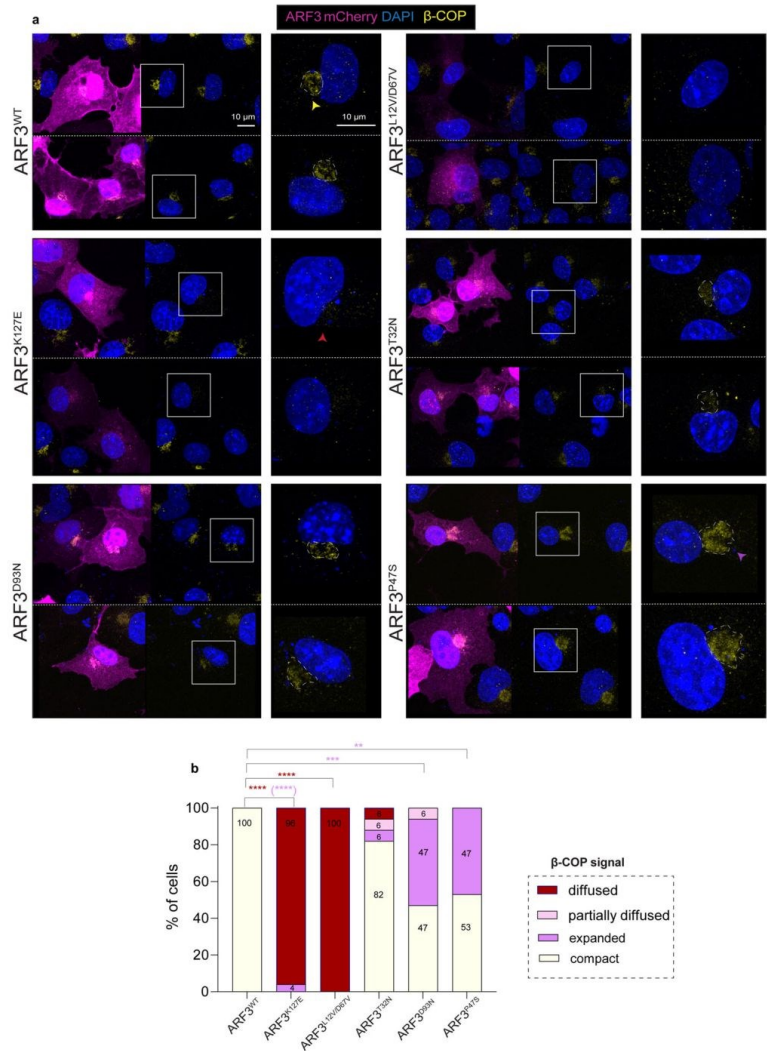 ARF3 mCherry DAPI β-COP
a
ARF3WT
10 µm
10 µm
ARF3L12V/D67V
ARF3K127E
ARF3T32N
ARF3D93N
ARF3P47S
b
**
***
****
**** (****)
% of cells
100
80
60
40
20
0
100
96
4
100
6
6
6
82
6
47
47
47
53
ARF3WT
ARF3K127E
ARF3L12V/D67V
ARF3T32N
ARF3D93N
ARF3P47S
β-COP signal
diffused
partially diffused
expanded
compact